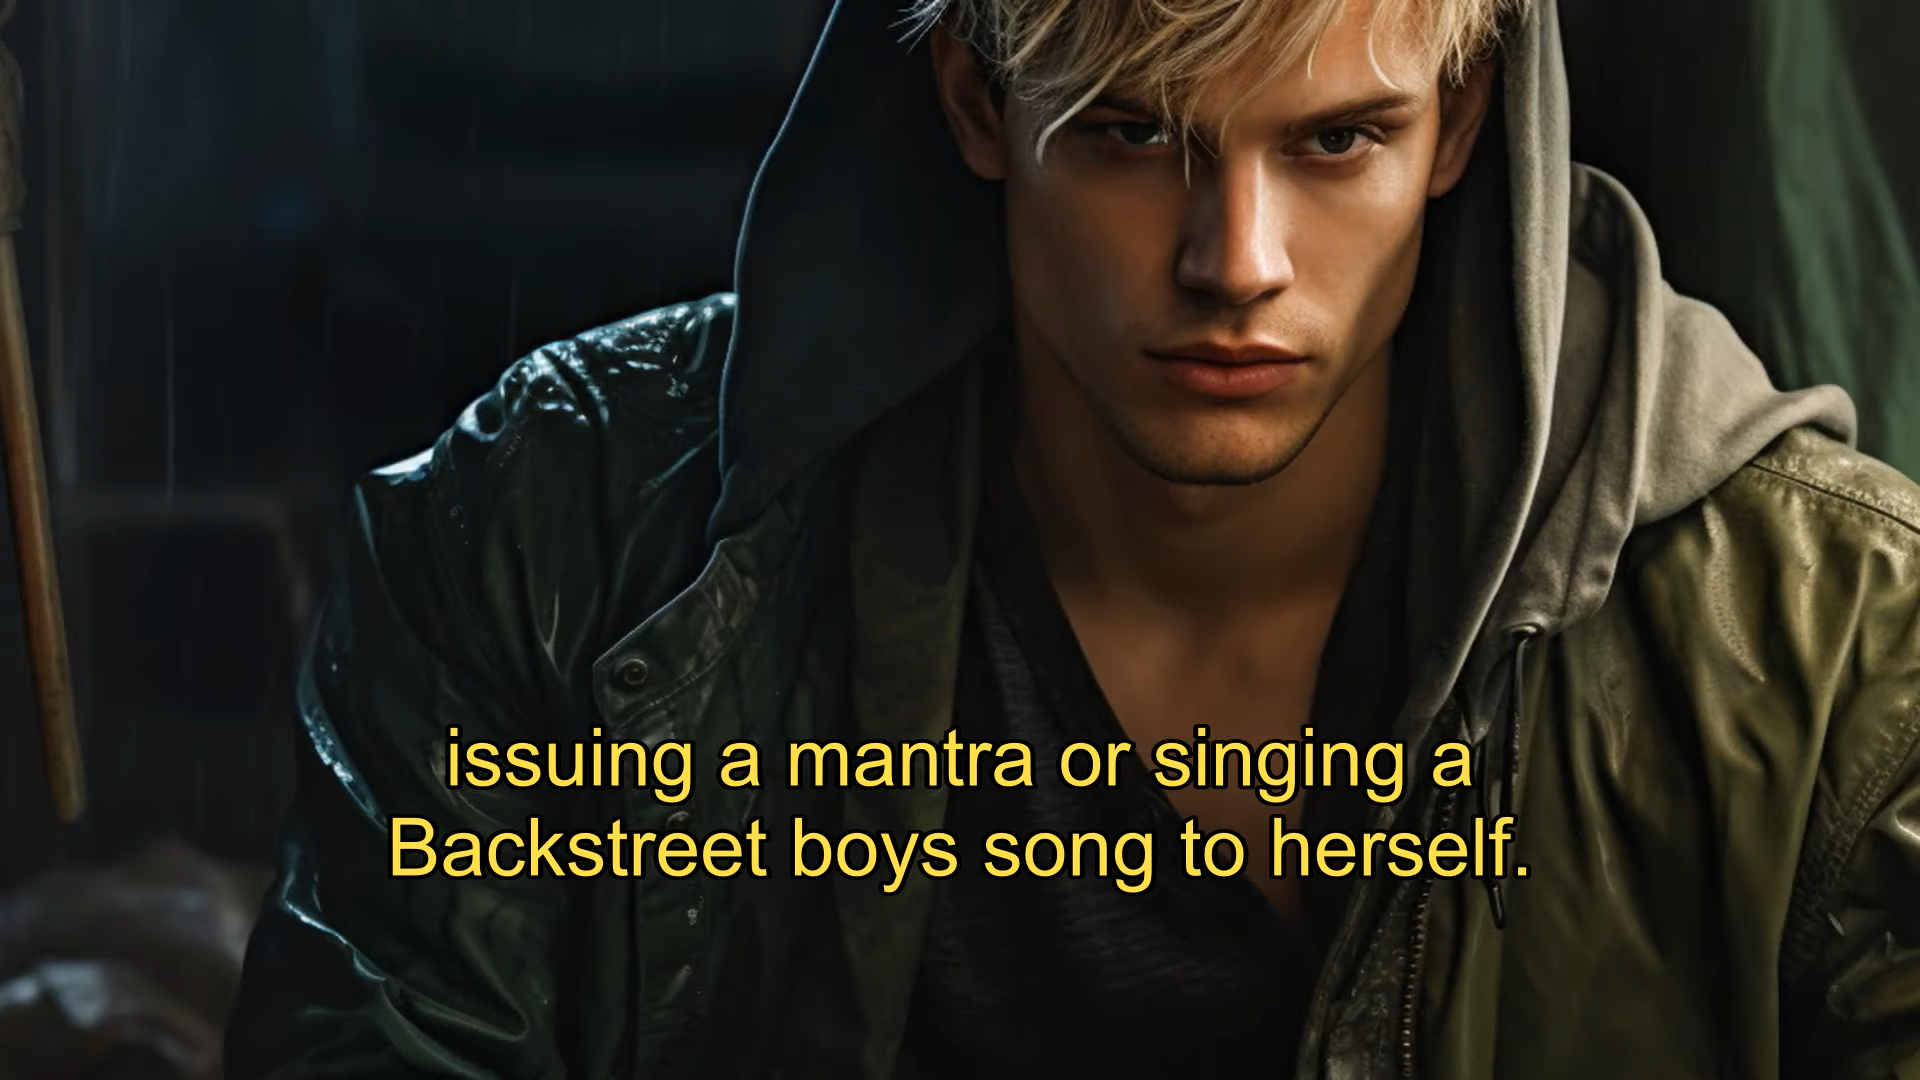 issuing a mantra or singing a
Backstreet boys song to herself.